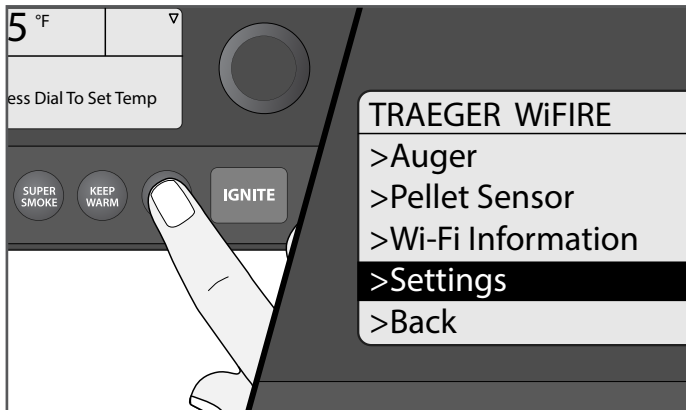 5 °F
ess Dial To Set Temp
SUPER
SMOKE
KEEP
WARM
IGNITE
TRAEGER WiFIRE
>Auger
>Pellet Sensor
>Wi-Fi Information
>Settings
>Back